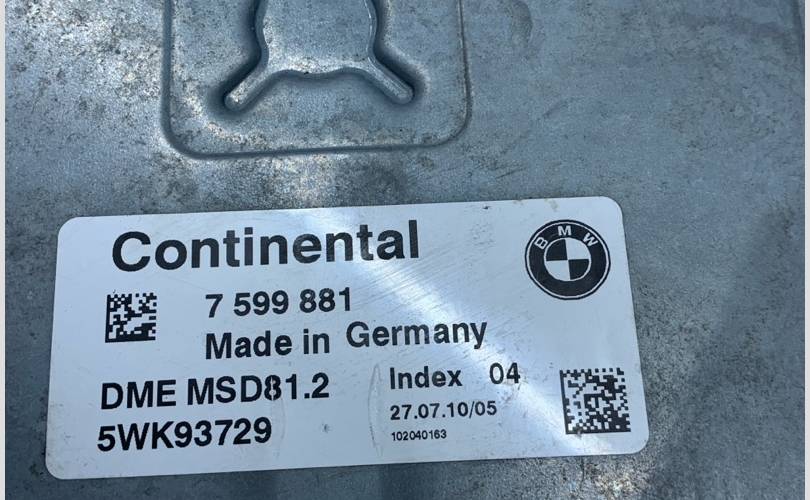 Continental
BMW
7 599 881
Made in Germany
DME MSD81.2
Index 04
5WK93729
27.07.10/05
102040163